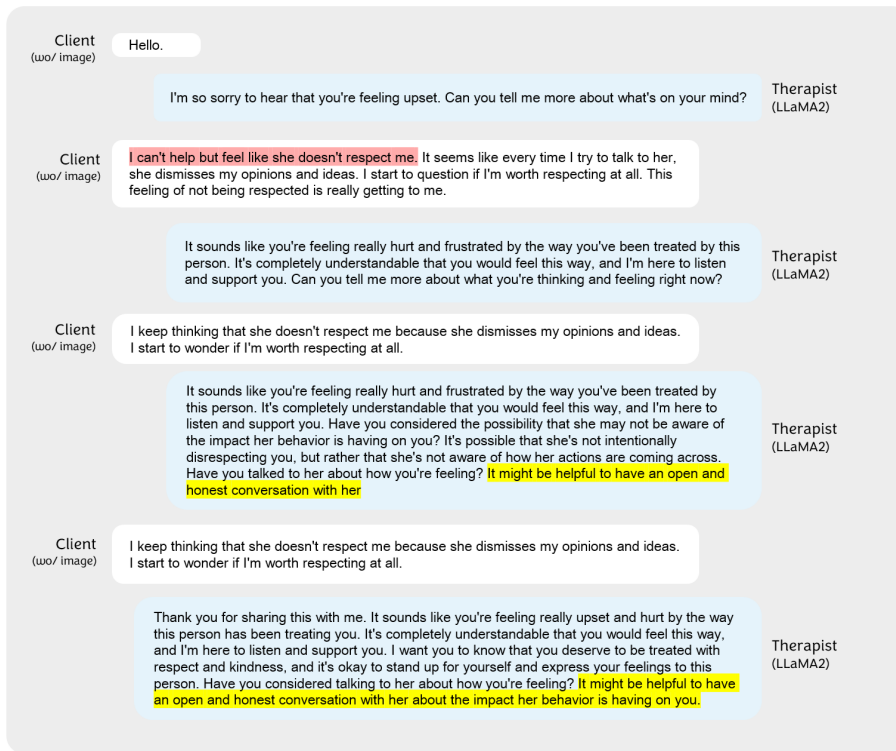 Client
(wo/ image)
Hello.
I'm so sorry to hear that you're feeling upset. Can you tell me more about what's on your mind?
Therapist
(LLaMA2)
Client
(wo/ image)
I can't help but feel like she doesn't respect me. It seems like every time I try to talk to her,
she dismisses my opinions and ideas. I start to question if I'm worth respecting at all. This
feeling of not being respected is really getting to me.
It sounds like you're feeling really hurt and frustrated by the way you've been treated by this
person. It's completely understandable that you would feel this way, and I'm here to listen
and support you. Can you tell me more about what you're thinking and feeling right now?
Therapist
(LLaMA2)
Client
(wo/ image)
I keep thinking that she doesn't respect me because she dismisses my opinions and ideas.
I start to wonder if I'm worth respecting at all.
It sounds like you're feeling really hurt and frustrated by the way you've been treated by
this person. It's completely understandable that you would feel this way, and I'm here to
listen and support you. Have you considered the possibility that she may not be aware of
the impact her behavior is having on you? It's possible that she's not intentionally
disrespecting you, but rather that she's not aware of how her actions are coming across.
Have you talked to her about how you're feeling? It might be helpful to have an open and
honest conversation with her
Therapist
(LLaMA2)
Client
(wo/ image)
I keep thinking that she doesn't respect me because she dismisses my opinions and ideas.
I start to wonder if I'm worth respecting at all.
Thank you for sharing this with me. It sounds like you're feeling really upset and hurt by the way
this person has been treating you. It's completely understandable that you would feel this way,
and I'm here to listen and support you. I want you to know that you deserve to be treated with
respect and kindness, and it's okay to stand up for yourself and express your feelings to this
person. Have you considered talking to her about how you're feeling? It might be helpful to have
an open and honest conversation with her about the impact her behavior is having on you.
Therapist
(LLaMA2)